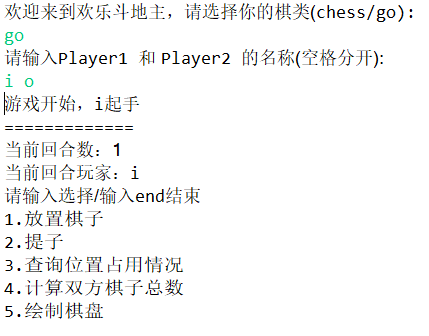 欢迎来到欢乐斗地主，请选择你的棋类(chess/go):
go
请输入Player1 和 Player2 的名称(空格分开):
i o
游戏开始，i起手
=============
当前回合数：1
当前回合玩家：i
请输入选择/输入end结束
1.放置棋子
2.提子
3.查询位置占用情况
4.计算双方棋子总数
5.绘制棋盘